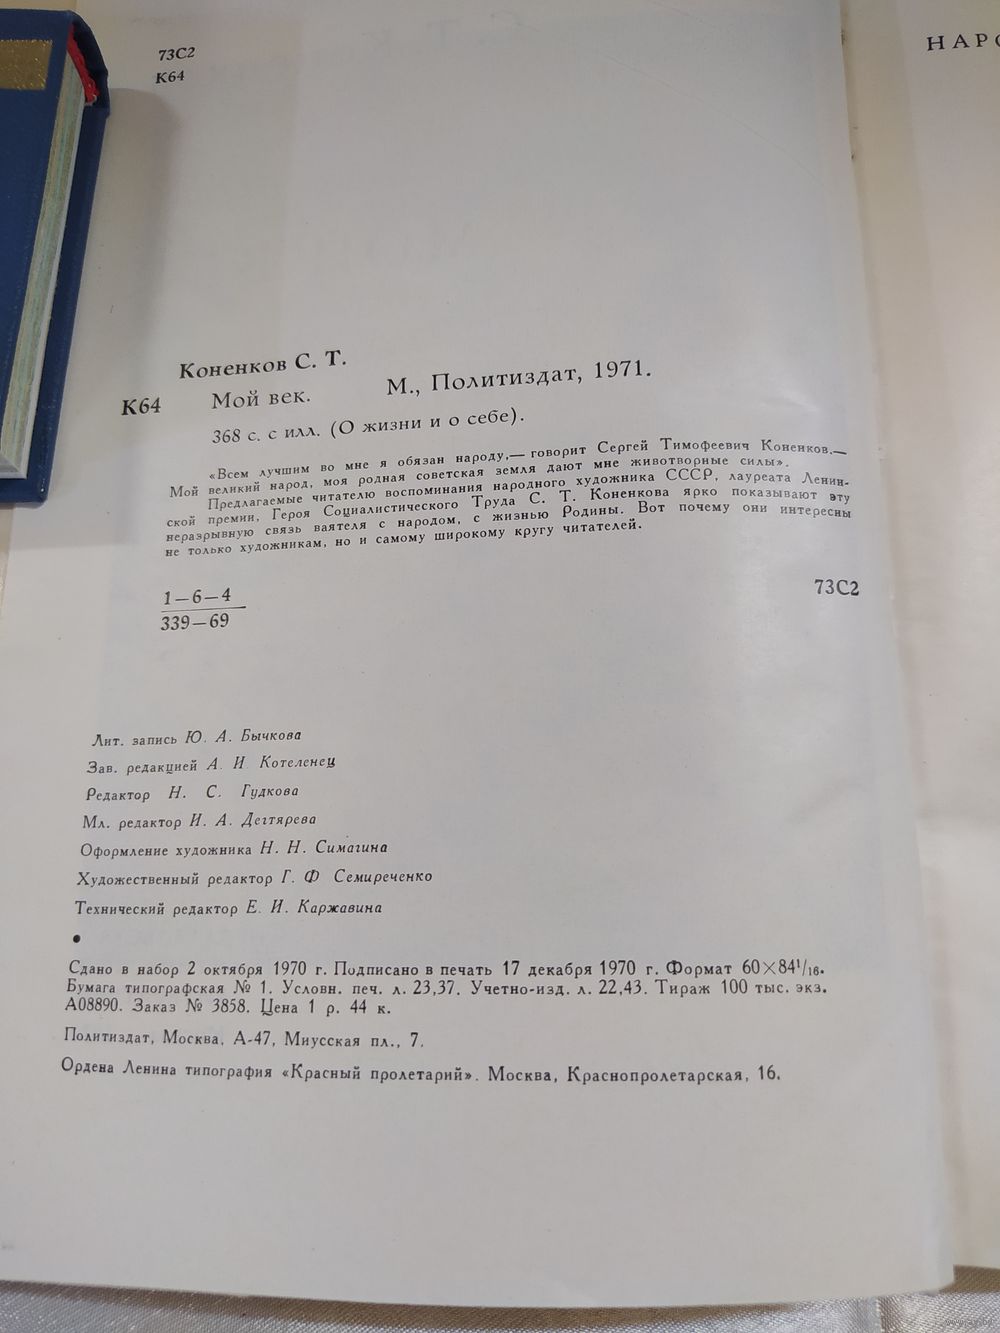 73С2
К64
НАРО
Коненков С. Т.
К64 Мой век. М., Политиздат, 1971.
368 с. с илл. (О жизни и о себе).
«Всем лучшим во мне я обязан народу,— говорит Сергей Тимофеевич Коненков.—
Мой великий народ, моя родная советская земля дают мне животворные силы».
Предлагаемые читателю воспоминания народного художника СССР, лауреата Ленин-
ской премии, Героя Социалистического Труда С. Т. Коненкова ярко показывают эту
неразрывную связь ваятеля с народом, с жизнью Родины. Вот почему они интересны
не только художникам, но и самому широкому кругу читателей.
1—6—4
339—69
73С2
Лит. запись Ю. А. Бычкова
Зав. редакцией А. И Котеленец
Редактор Н. С. Гудкова
Мл. редактор И. А. Дегтярева
Оформление художника Н. Н. Симагина
Художественный редактор Г. Ф Семиреченко
Технический редактор Е. И. Каржавина
Сдано в набор 2 октября 1970 г. Подписано в печать 17 декабря 1970 г. Формат 60×84¹/₁₆.
Бумага типографская № 1. Условн. печ. л. 23,37. Учетно-изд. л. 22,43. Тираж 100 тыс. экз.
А08890. Заказ № 3858. Цена 1 р. 44 к.
Политиздат, Москва, А-47, Миусская пл., 7.
Ордена Ленина типография «Красный пролетарий». Москва, Краснопролетарская, 16.